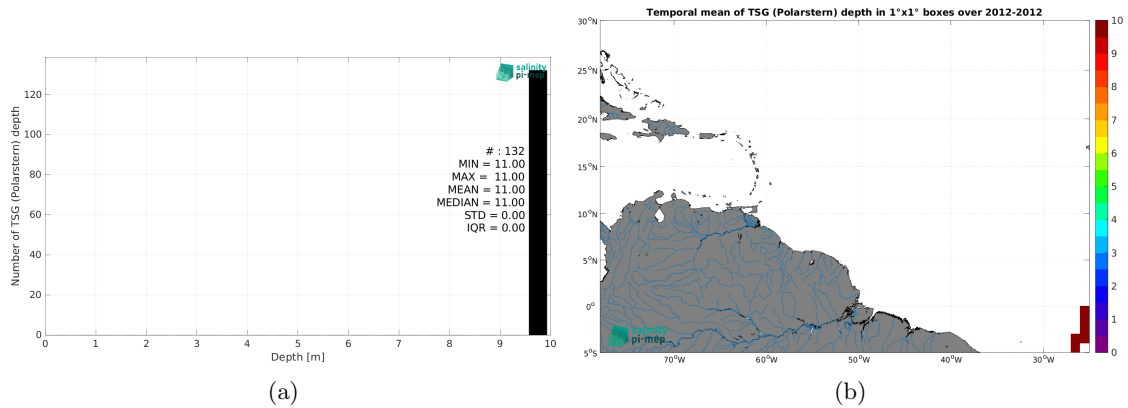 salinity
pi-mep
120
100
80
60
40
20
0
Number of TSG (Polarstern) depth
# : 132
MIN = 11.00
MAX = 11.00
MEAN = 11.00
MEDIAN = 11.00
STD = 0.00
IQR = 0.00
0 1 2 3 4 5 6 7 8 9 10
Depth [m]
(a)
Temporal mean of TSG (Polarstern) depth in 1°x1° boxes over 2012-2012
30°N
25°N
20°N
15°N
10°N
5°N
0°
5°S
70°W 60°W 50°W 40°W 30°W
salinity
pi-mep
10
9
8
7
6
5
4
3
2
1
0
(b)